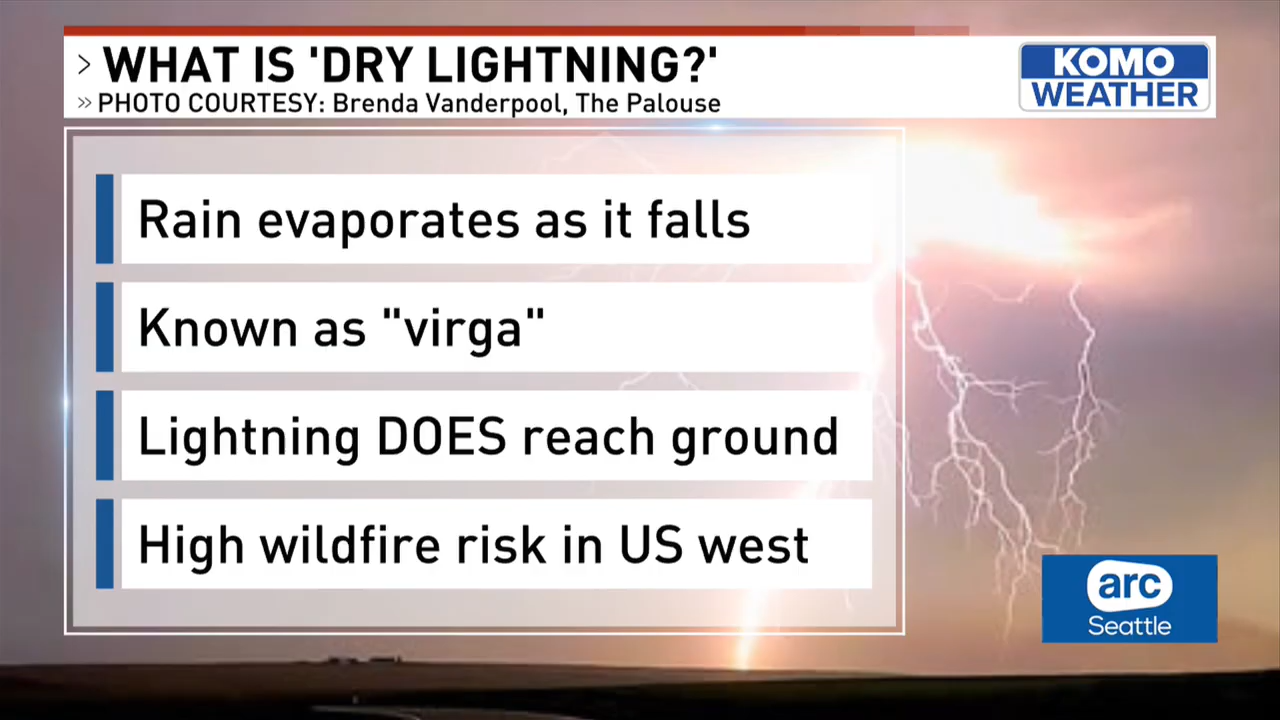 > WHAT IS 'DRY LIGHTNING?'
» PHOTO COURTESY: Brenda Vanderpool, The Palouse
KOMO
WEATHER
Rain evaporates as it falls
Known as "virga"
Lightning DOES reach ground
High wildfire risk in US west
arc
Seattle